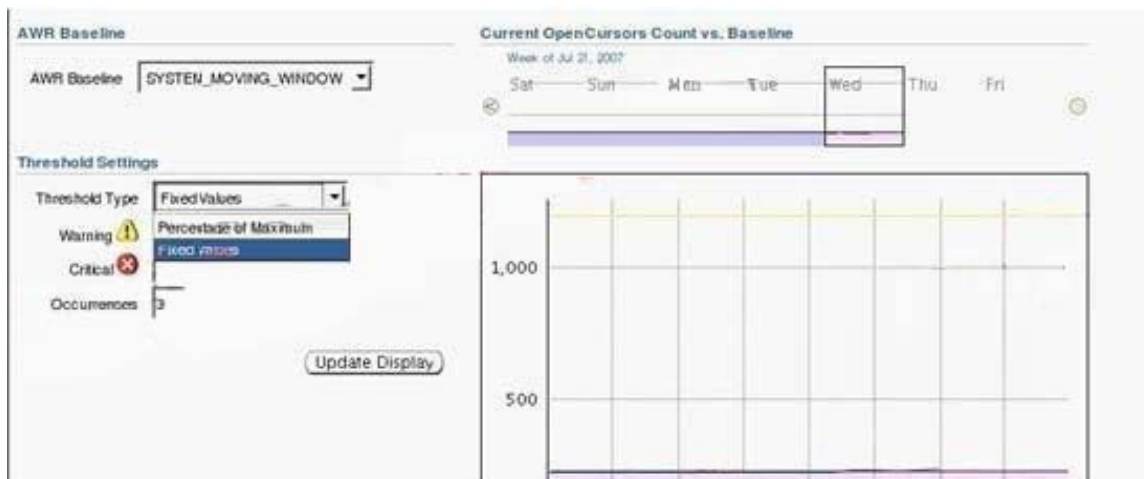 AWR Baseline
AWR Baseline SYSTEN_MOVING_WINDOW
Threshold Settings
Threshold Type Fixed Values
Percentage of Maximum
Fixed Values
Warning
Critical
Occurrences 3
Update Display
Current OpenCursors Count vs. Baseline
Week of Jul 21, 2007
Sat Sun Mon Tue Wed Thu Fri
1,000
500